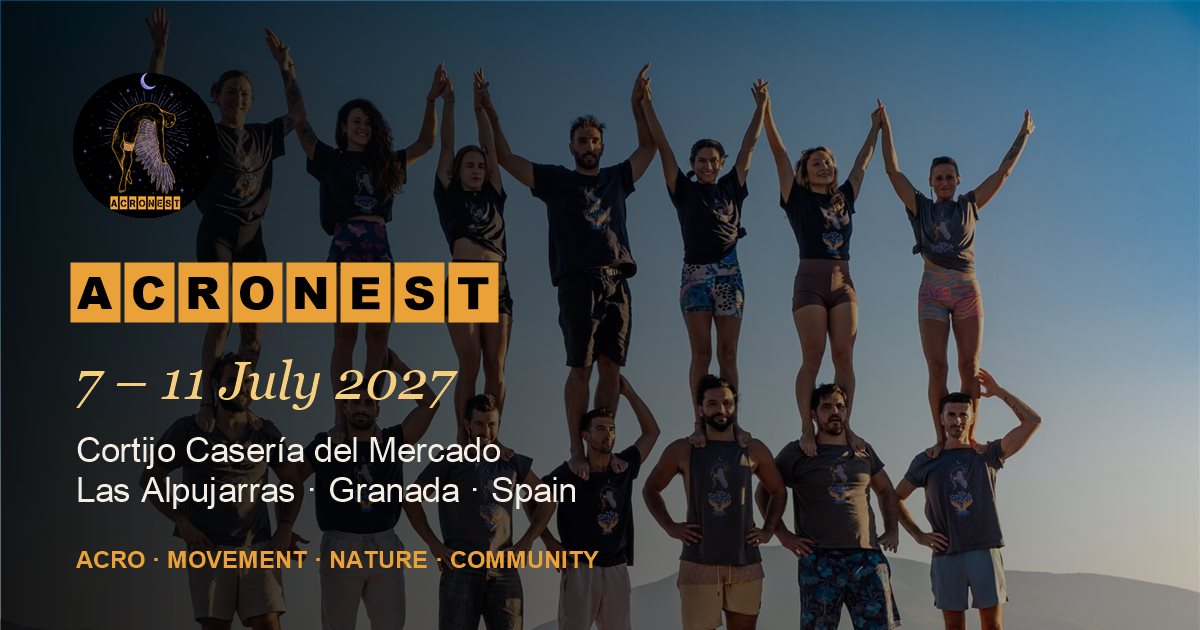 ACRONEST
ACRONEST
7 – 11 July 2027
Cortijo Casería del Mercado
Las Alpujarras · Granada · Spain
ACRO · MOVEMENT · NATURE · COMMUNITY